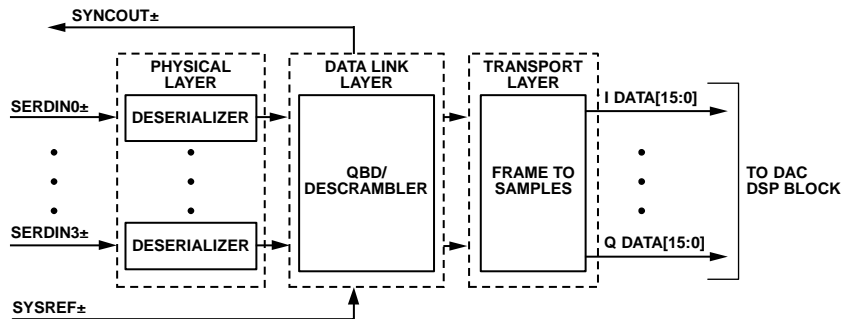 SYNCOUT±
PHYSICAL
LAYER
DATA LINK
LAYER
TRANSPORT
LAYER
SERDIN0±
DESERIALIZER
I DATA[15:0]
QBD/
DESCRAMBLER
FRAME TO
SAMPLES
TO DAC
DSP BLOCK
SERDIN3±
DESERIALIZER
Q DATA[15:0]
SYSREF±